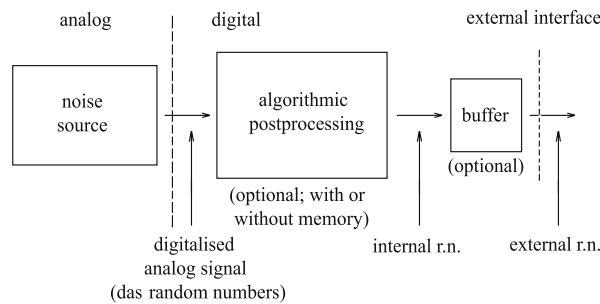 analog
digital
external interface
noise
source
algorithmic
postprocessing
buffer
(optional)
(optional; with or
without memory)
digitalised
analog signal
(das random numbers)
internal r.n.
external r.n.